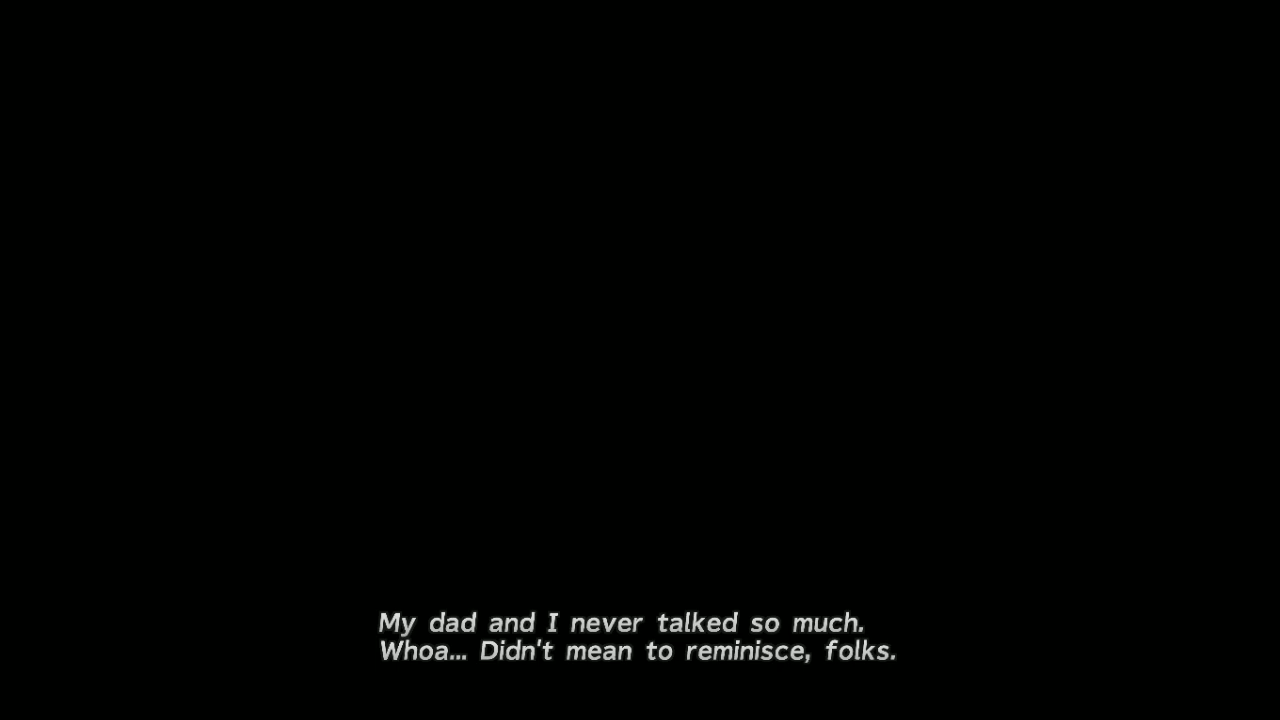 My dad and I never talked so much.
Whoa... Didn't mean to reminisce, folks.